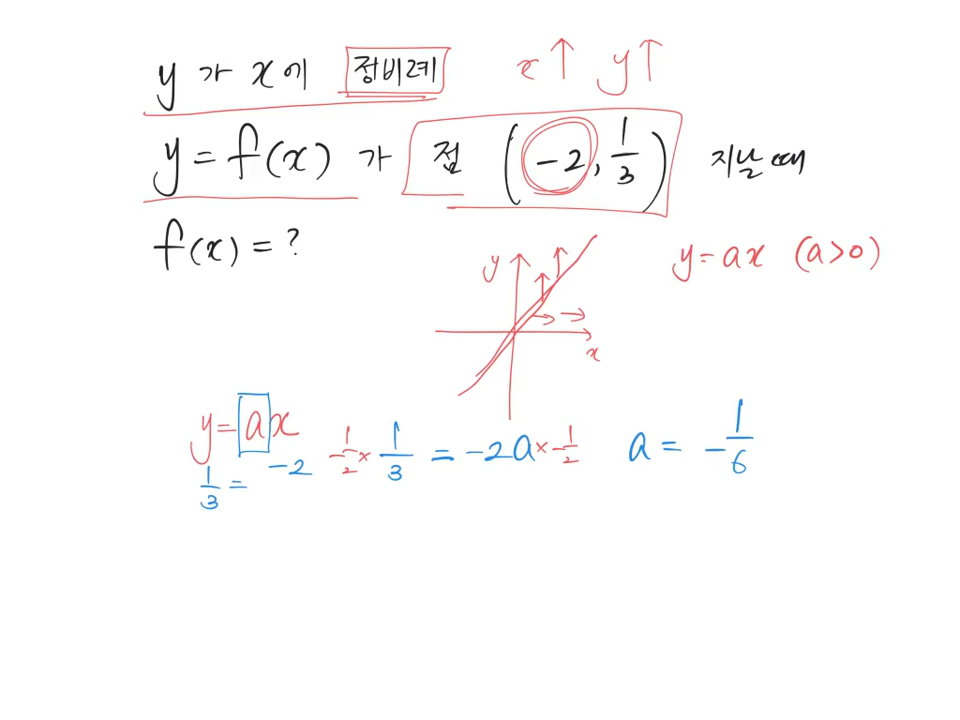 y가 x에 정비례 x↑ y↑
y = f(x) 가 점 (-2, 1/3) 지날 때
f(x) = ?
y = ax (a>0)
y
x
y = ax
1/3 = -2
-1/2 × 1/3 = -2a × -1/2
a = -1/6